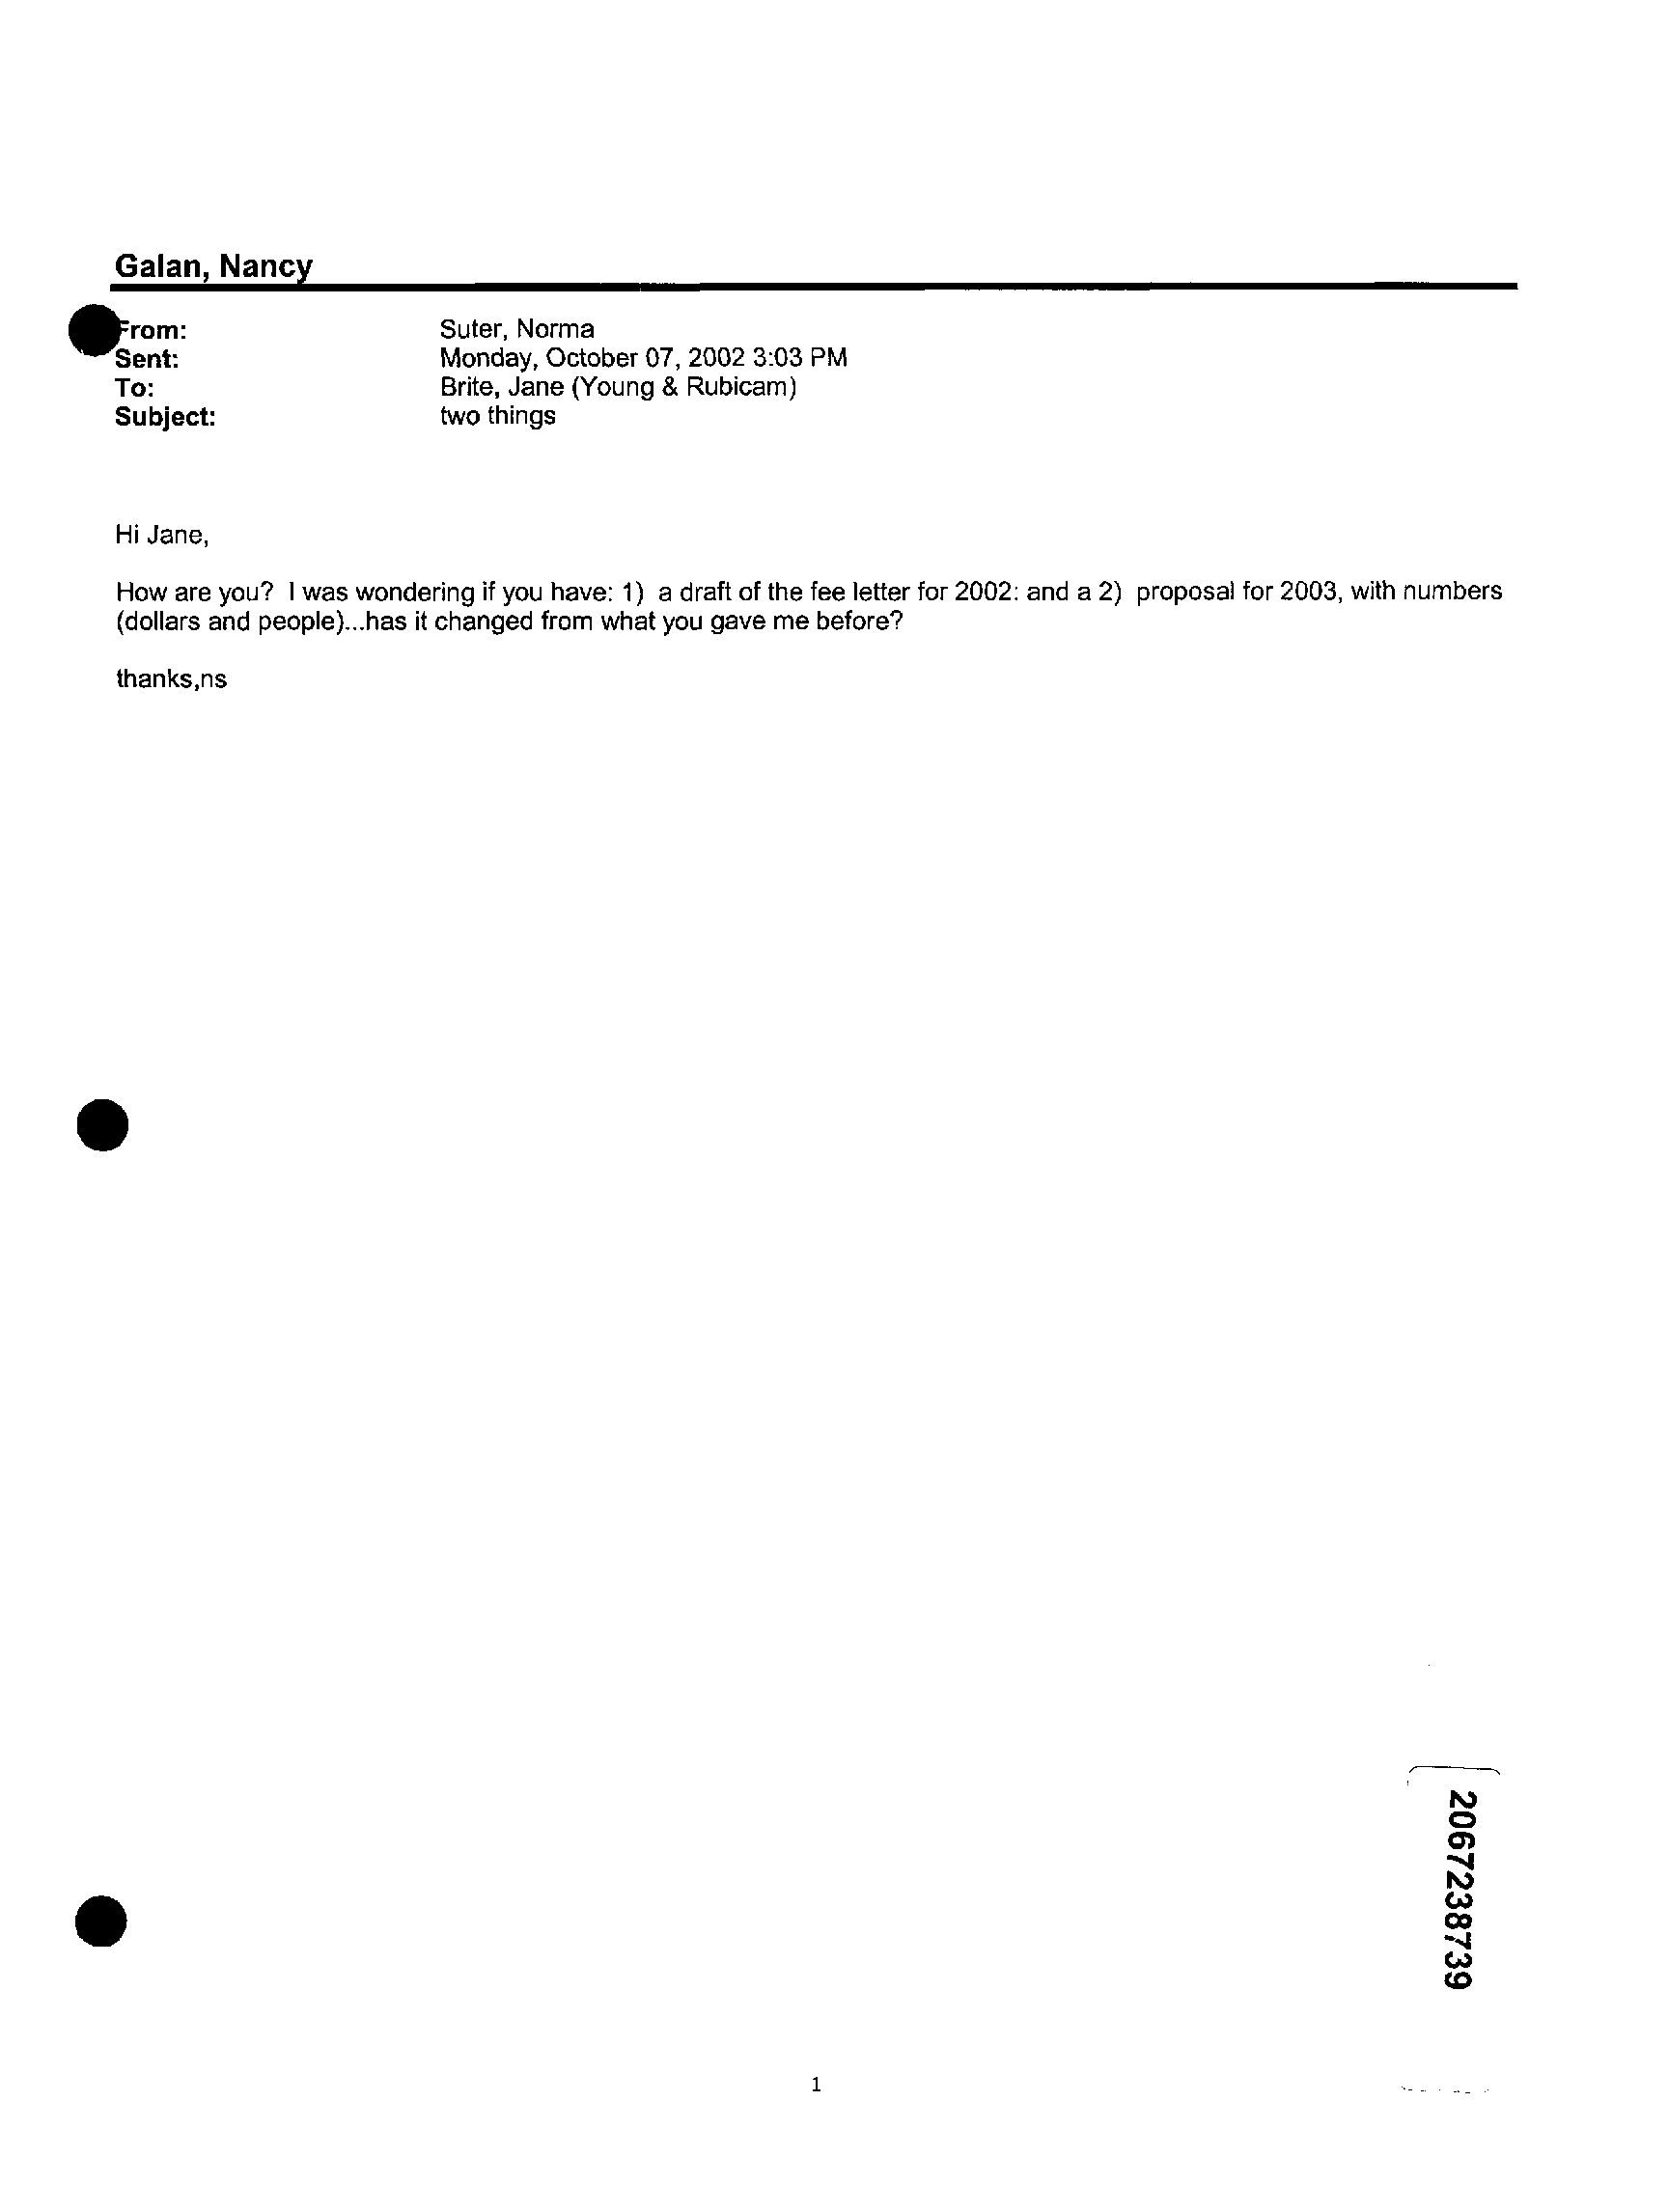 Galan, Nancy
From: Suter, Norma
Sent: Monday, October 07, 2002 3:03 PM
To: Brite, Jane (Young & Rubicam)
Subject: two things
Hi Jane,
How are you?  I was wondering if you have: 1)  a draft of the fee letter for 2002: and a 2)  proposal for 2003, with numbers
(dollars and people)...has it changed from what you gave me before?
thanks,ns
2067238739
1